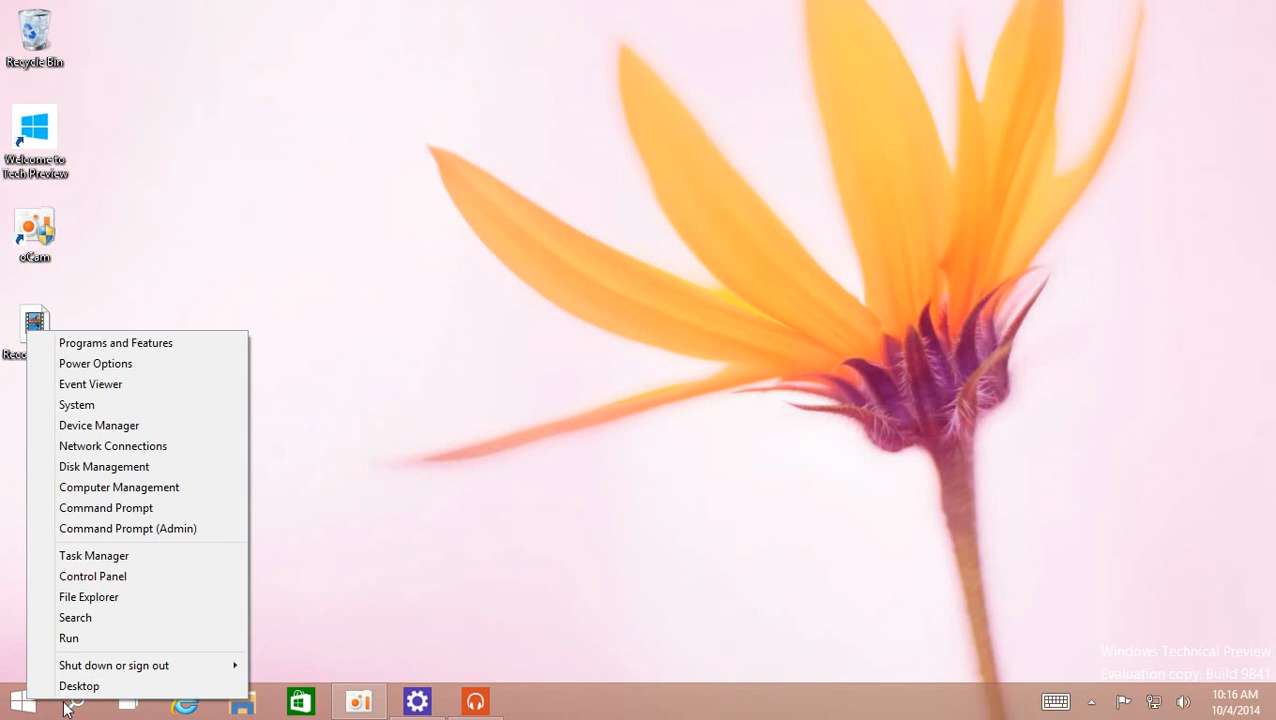 Recycle Bin
Welcome to
Tech Preview
oCam
Programs and Features
Power Options
Event Viewer
System
Device Manager
Network Connections
Disk Management
Computer Management
Command Prompt
Command Prompt (Admin)
Task Manager
Control Panel
File Explorer
Search
Run
Shut down or sign out
Desktop
Windows Technical Preview
Evaluation copy. Build 9841
10:16 AM
10/4/2014